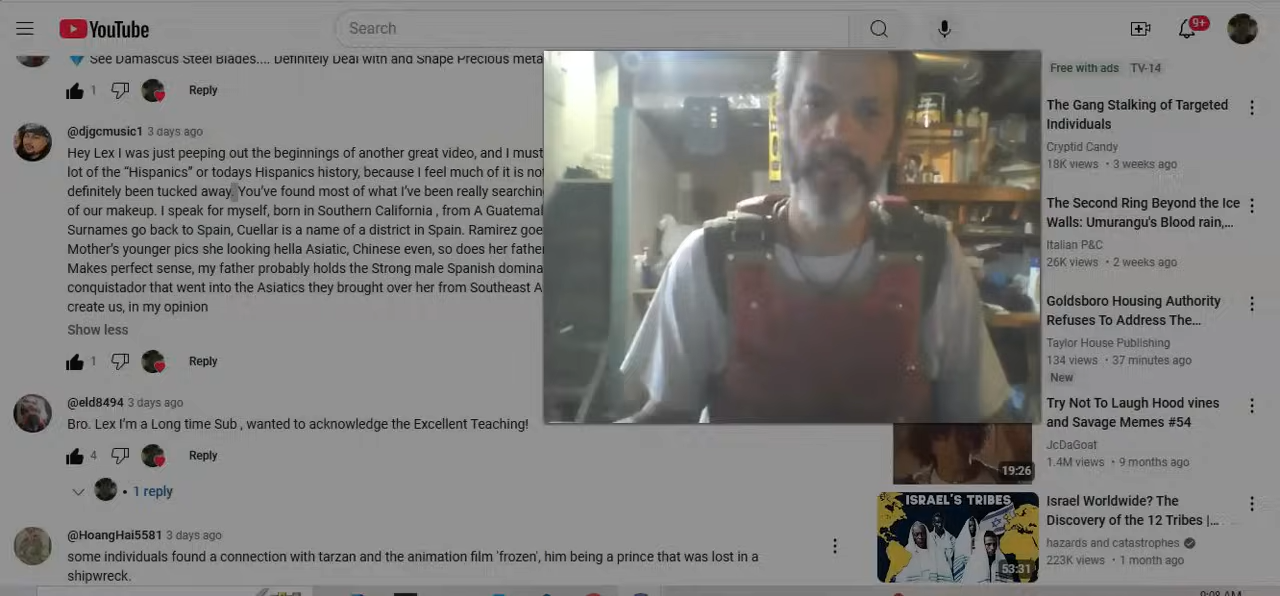 YouTube
Search
9+
See Damascus Steel Blades.... Definitely Deal with and Shape Precious meta
1
Reply
@djgcmusic1 3 days ago
Hey Lex I was just peeping out the beginnings of another great video, and I must
lot of the “Hispanics” or todays Hispanics history, because I feel much of it is no
definitely been tucked away. You’ve found most of what I’ve been really searchin
of our makeup. I speak for myself, born in Southern California , from A Guatemal
Surnames go back to Spain, Cuellar is a name of a district in Spain. Ramirez goe
Mother’s younger pics she looking hella Asiatic, Chinese even, so does her father
Makes perfect sense, my father probably holds the Strong male Spanish domina
conquistador that went into the Asiatics they brought over her from Southeast A
create us, in my opinion
Show less
1
Reply
@eld8494 3 days ago
Bro. Lex I’m a Long time Sub , wanted to acknowledge the Excellent Teaching!
4
Reply
1 reply
@HoangHai5581 3 days ago
some individuals found a connection with tarzan and the animation film 'frozen', him being a prince that was lost in a
shipwreck.
Free with ads TV-14
The Gang Stalking of Targeted
Individuals
Cryptid Candy
18K views • 3 weeks ago
The Second Ring Beyond the Ice
Walls: Umurangu's Blood rain,...
Italian P&C
26K views • 2 weeks ago
Goldsboro Housing Authority
Refuses To Address The...
Taylor House Publishing
134 views • 37 minutes ago
New
19:26
Try Not To Laugh Hood vines
and Savage Memes #54
JcDaGoat
1.4M views • 9 months ago
ISRAEL'S TRIBES
53:31
Israel Worldwide? The
Discovery of the 12 Tribes |...
hazards and catastrophes
223K views • 1 month ago